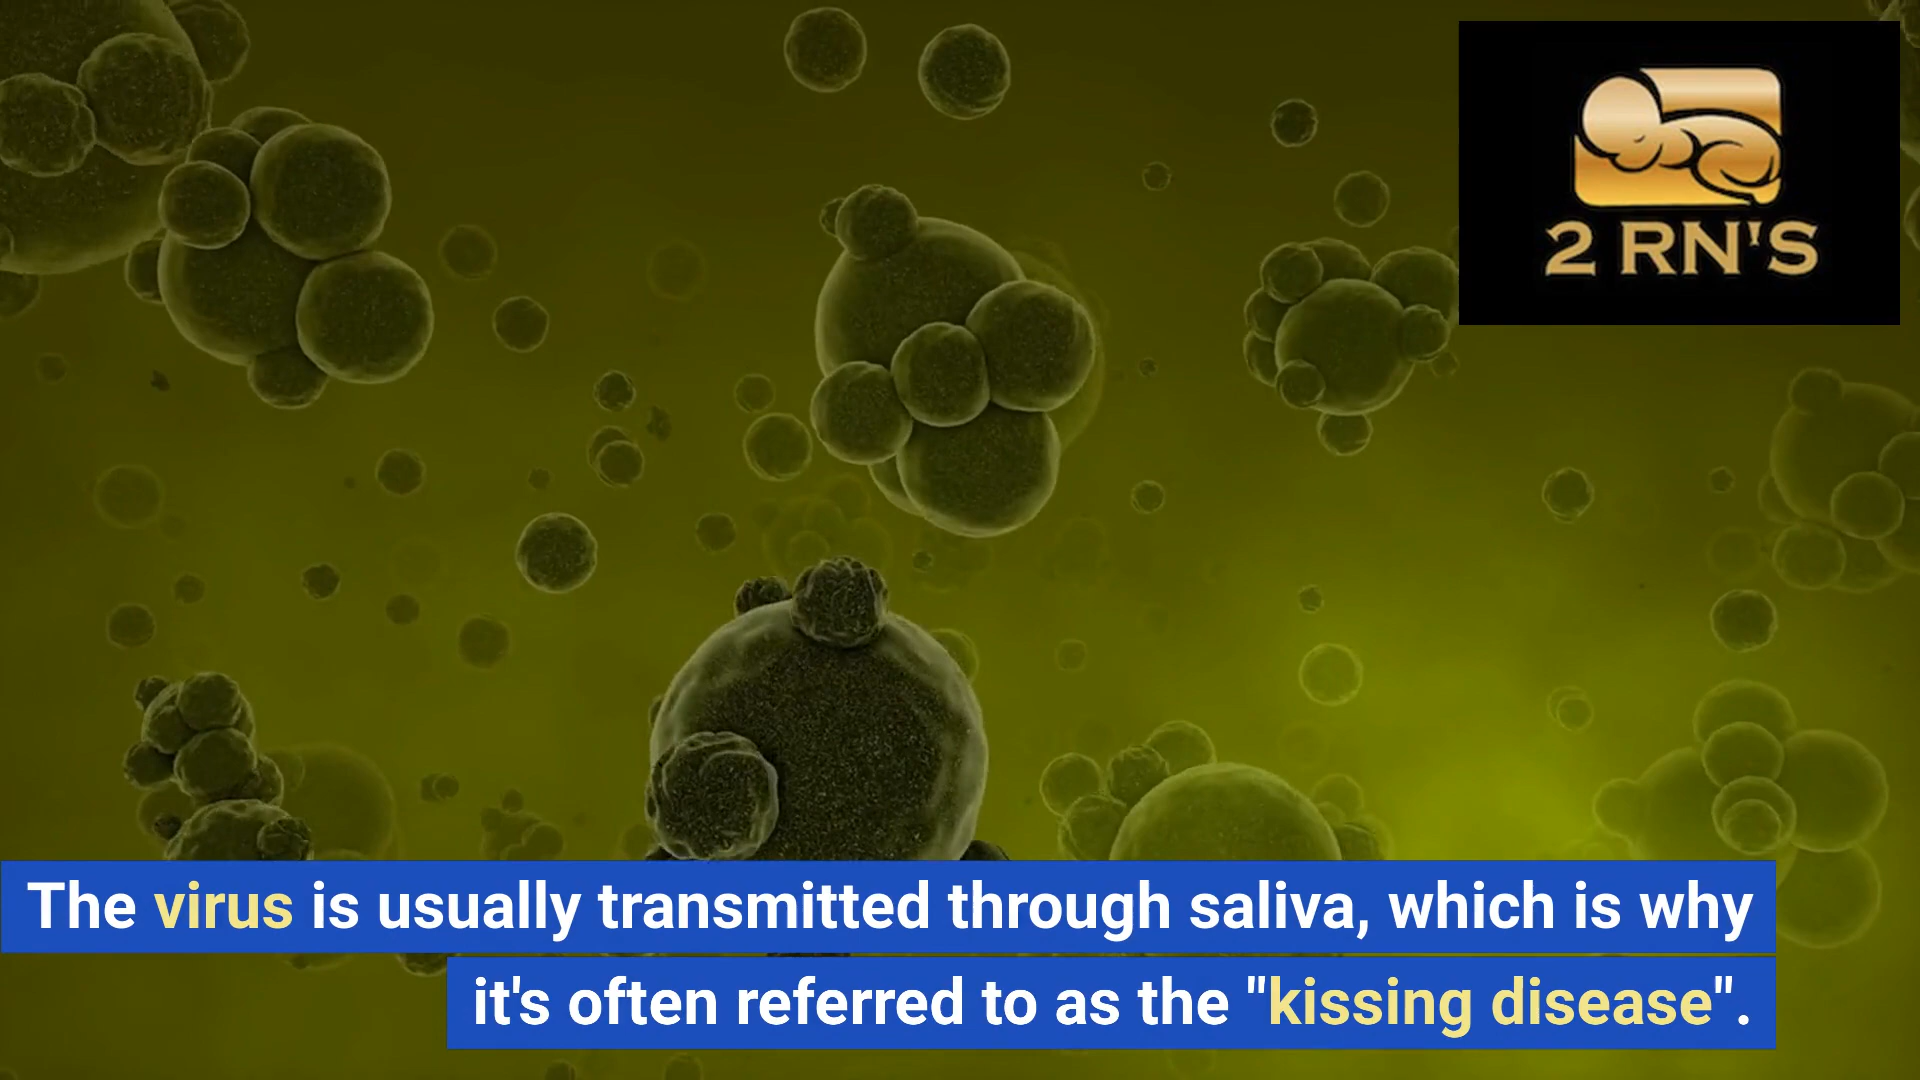 2 RN'S
The virus is usually transmitted through saliva, which is why
it's often referred to as the "kissing disease".